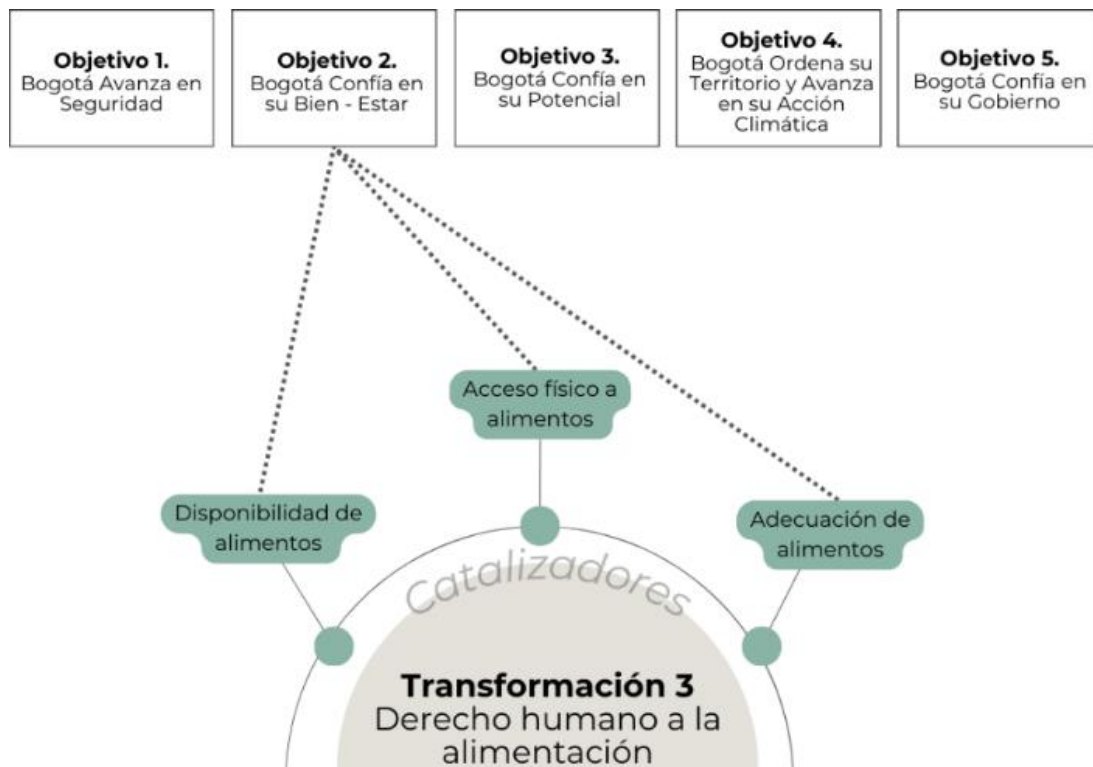 Objetivo 1.
Bogotá Avanza en
Seguridad
Objetivo 2.
Bogotá Confía en
su Bien - Estar
Objetivo 3.
Bogotá Confía en
su Potencial
Objetivo 4.
Bogotá Ordena su
Territorio y Avanza
en su Acción
Climática
Objetivo 5.
Bogotá Confía en
su Gobierno
Acceso físico a
alimentos
Disponibilidad de
alimentos
Adecuación de
alimentos
Catalizadores
Transformación 3
Derecho humano a la
alimentación